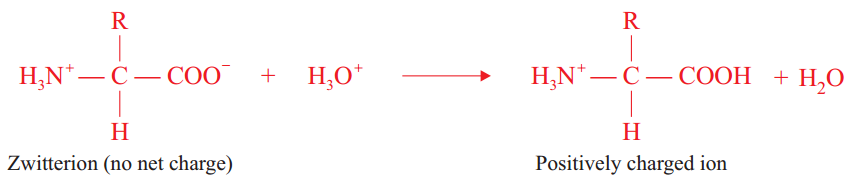 R R
H₃N⁺ — C — COO⁻ + H₃O⁺ ⟶ H₃N⁺ — C — COOH + H₂O
H H
Zwitterion (no net charge) Positively charged ion